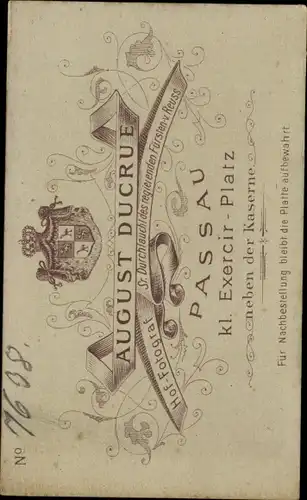 No 7698.
AUGUST DUCRUE
Hof-Fotograf Sr. Durchlaucht des regierenden Fürsten v. Reuss
PASSAU
kl. Exercir-Platz
neben der Kaserne
Für Nachbestellung bleibt die Platte aufbewahrt